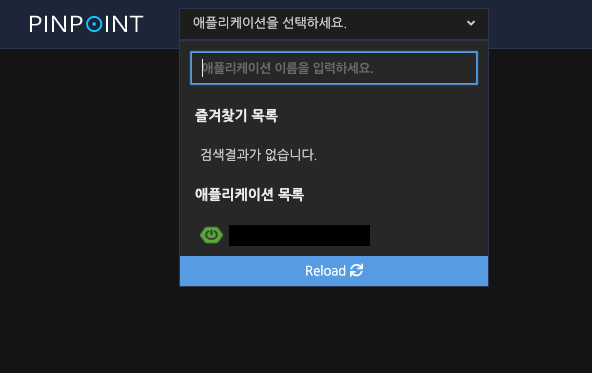 PINPOINT
애플리케이션을 선택하세요.
애플리케이션 이름을 입력하세요.
즐겨찾기 목록
검색결과가 없습니다.
애플리케이션 목록
Reload